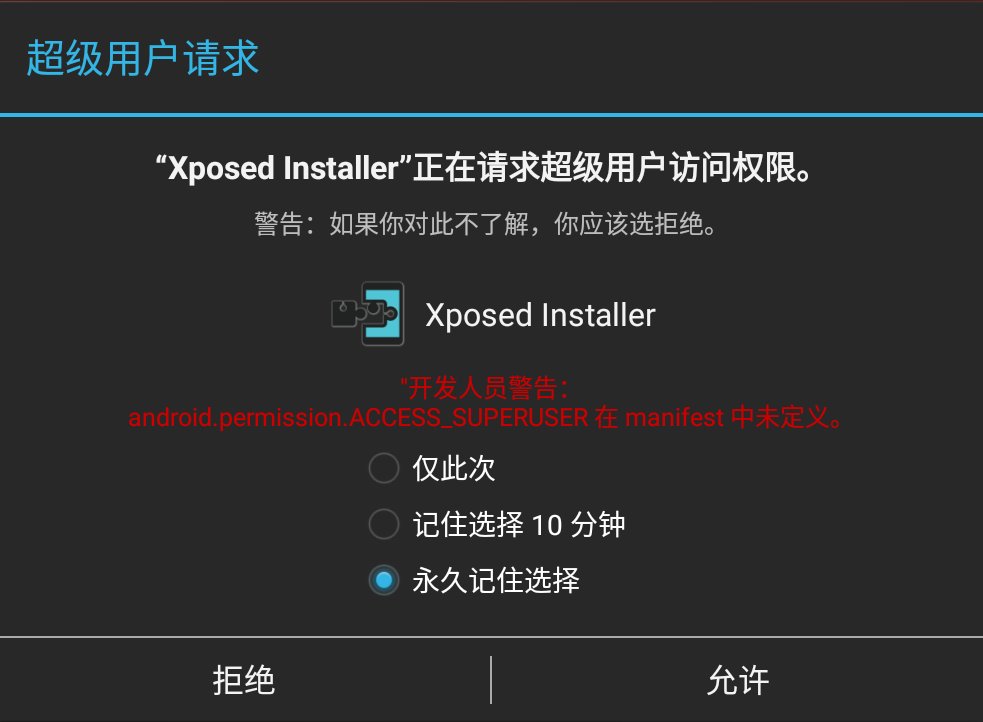 超级用户请求
“Xposed Installer”正在请求超级用户访问权限。
警告：如果你对此不了解，你应该选拒绝。
Xposed Installer
"开发人员警告：
android.permission.ACCESS_SUPERUSER 在 manifest 中未定义。
仅此次
记住选择 10 分钟
永久记住选择
拒绝
允许